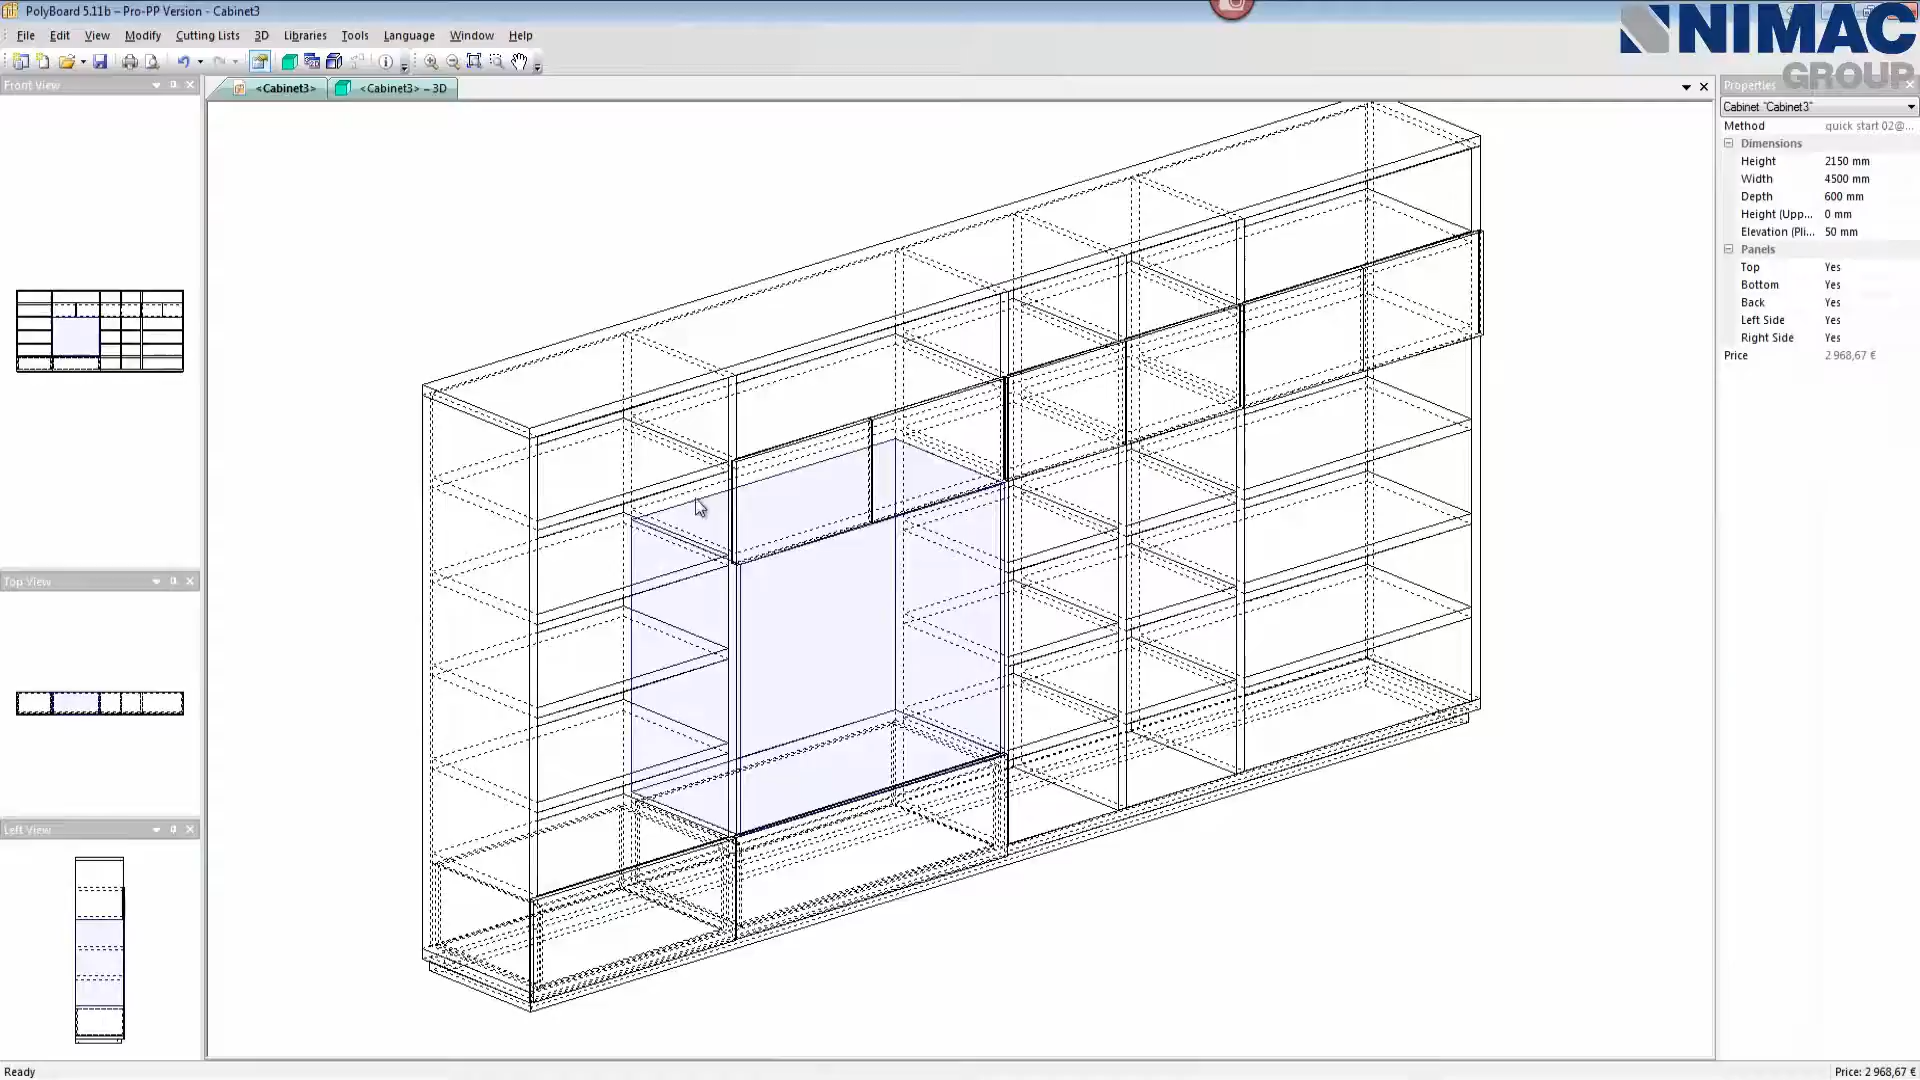 PolyBoard 5.11b – Pro-PP Version - Cabinet3
NIMAC
GROUP
File Edit View Modify Cutting Lists 3D Libraries Tools Language Window Help
Front View
<Cabinet3>
<Cabinet3> – 3D
Properties
Cabinet "Cabinet3"
Method quick start 02@...
Dimensions
Height 2150 mm
Width 4500 mm
Depth 600 mm
Height (Upp... 0 mm
Elevation (Pli... 50 mm
Panels
Top Yes
Bottom Yes
Back Yes
Left Side Yes
Right Side Yes
Price 2 968,67 €
Top View
Left View
Ready
Price: 2 968,67 €